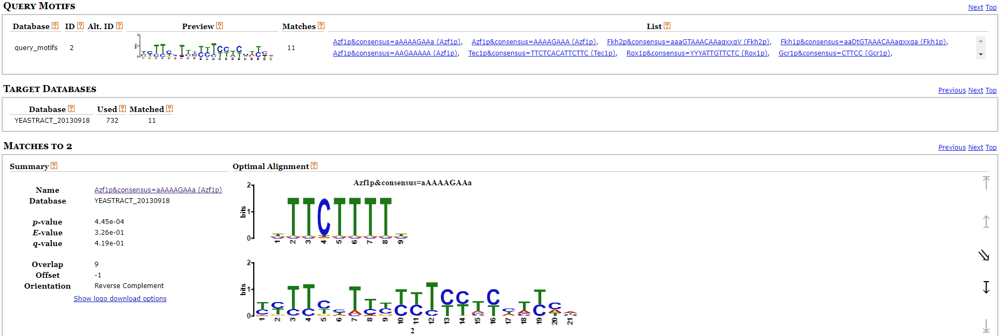 QUERY MOTIFS
Next Top
Database ? ID ? Alt. ID ? Preview ? Matches ? List ?
query_motifs 2 11
Azf1p&consensus=aAAAAGAAa (Azf1p), Azf1p&consensus=AAAAGAAA (Azf1p), Fkh2p&consensus=aaaGTAAACAAaqxxqV (Fkh2p), Fkh1p&consensus=aaDtGTAAACAAaqxxqa (Fkh1p),
Azf1p&consensus=AAGAAAAA (Azf1p), Tec1p&consensus=TTCTCACATTCTTC (Tec1p), Rox1p&consensus=YYYATTGTTCTC (Rox1p), Gcr1p&consensus=CTTCC (Gcr1p),
TARGET DATABASES
Previous Next Top
Database ? Used ? Matched ?
YEASTRACT_20130918 732 11
MATCHES TO 2
Previous Next Top
Summary ? Optimal Alignment ?
Name Azf1p&consensus=aAAAAGAAa (Azf1p)
Database YEASTRACT_20130918
p-value 4.45e-04
E-value 3.26e-01
q-value 4.19e-01
Overlap 9
Offset -1
Orientation Reverse Complement
Show logo download options
Azf1p&consensus=aAAAAGAAa
2
bits
1
0
TTCTTTT
1 2 3 4 5 6 7 8 9
2
bits
1
0
1 2 3 4 5 6 7 8 9 10 11 12 13 14 15 16 17 18 19 20 21
2